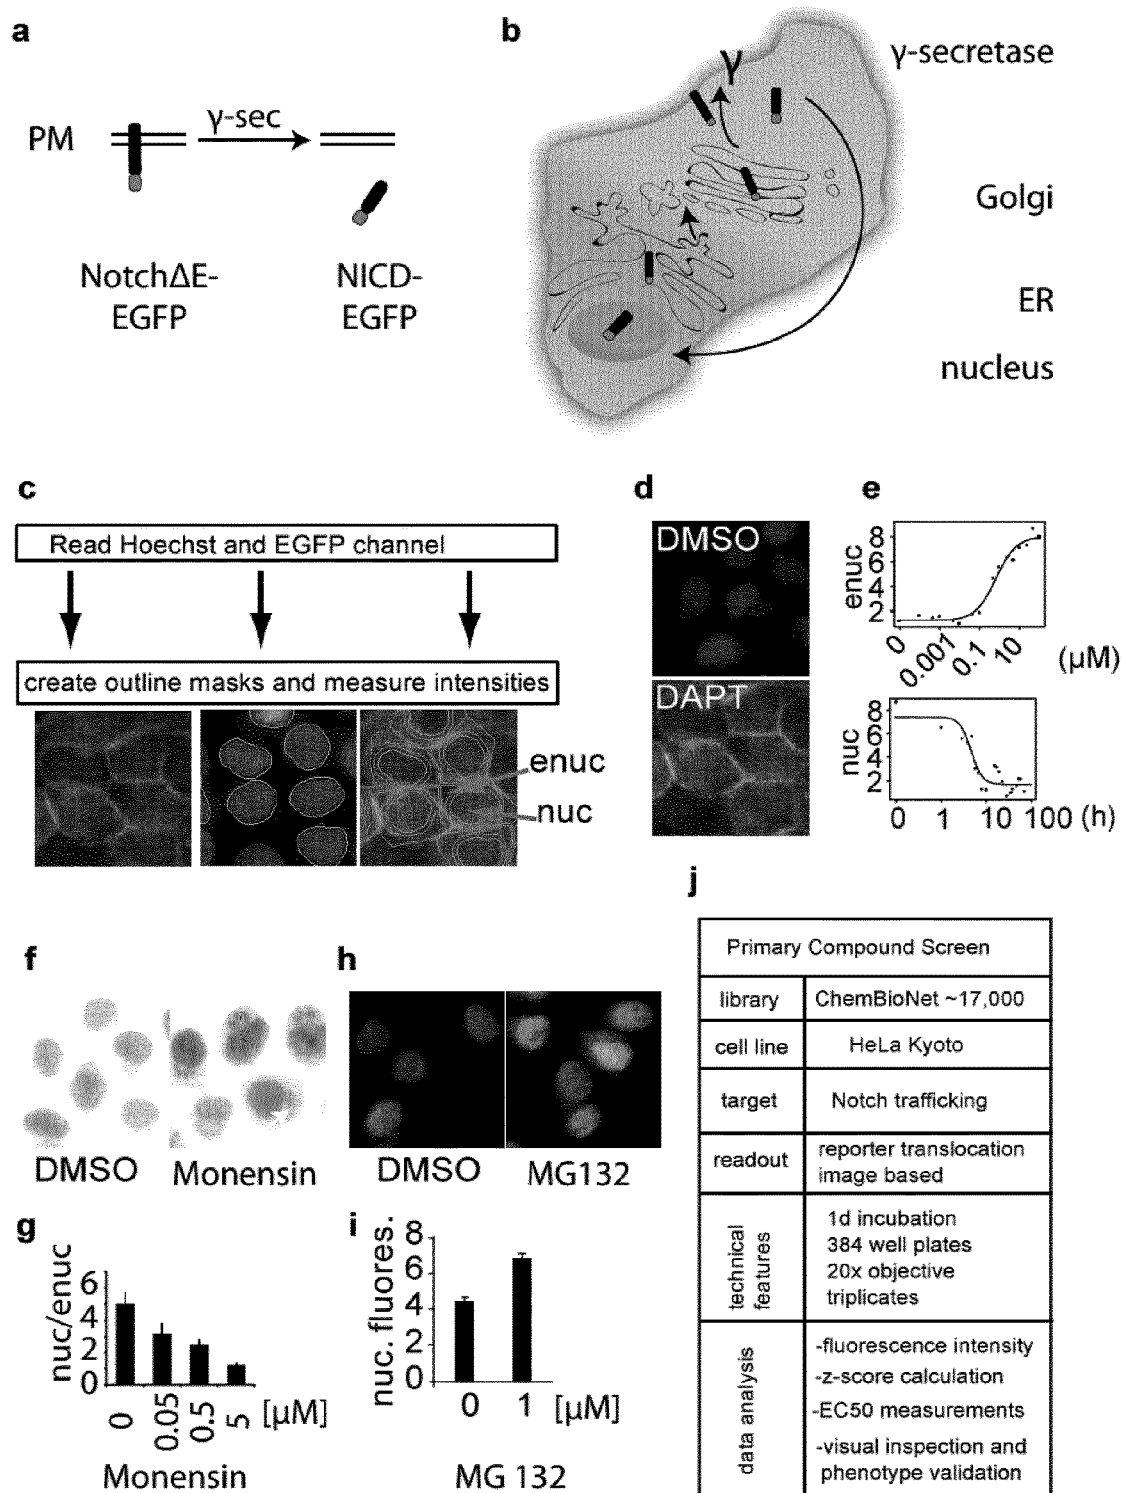 a
PM
γ-sec
NotchΔE-
EGFP
NICD-
EGFP
b
γ
γ-secretase
Golgi
ER
nucleus
c
Read Hoechst and EGFP channel
create outline masks and measure intensities
enuc
nuc
d
DMSO
DAPT
e
enuc
8
6
4
2
0
0.001
0.1
10
(μM)
nuc
8
6
4
2
0
1
10
100
(h)
f
DMSO
Monensin
g
nuc/enuc
6
4
2
0
0
0.05
0.5
5
[μM]
Monensin
h
DMSO
MG132
i
nuc. fluores.
8
6
4
2
0
0
1
[μM]
MG 132
j
Primary Compound Screen
library
ChemBioNet ~17,000
cell line
HeLa Kyoto
target
Notch trafficking
readout
reporter translocation
image based
technical
features
1d incubation
384 well plates
20x objective
triplicates
data analysis
-fluorescence intensity
-z-score calculation
-EC50 measurements
-visual inspection and
phenotype validation